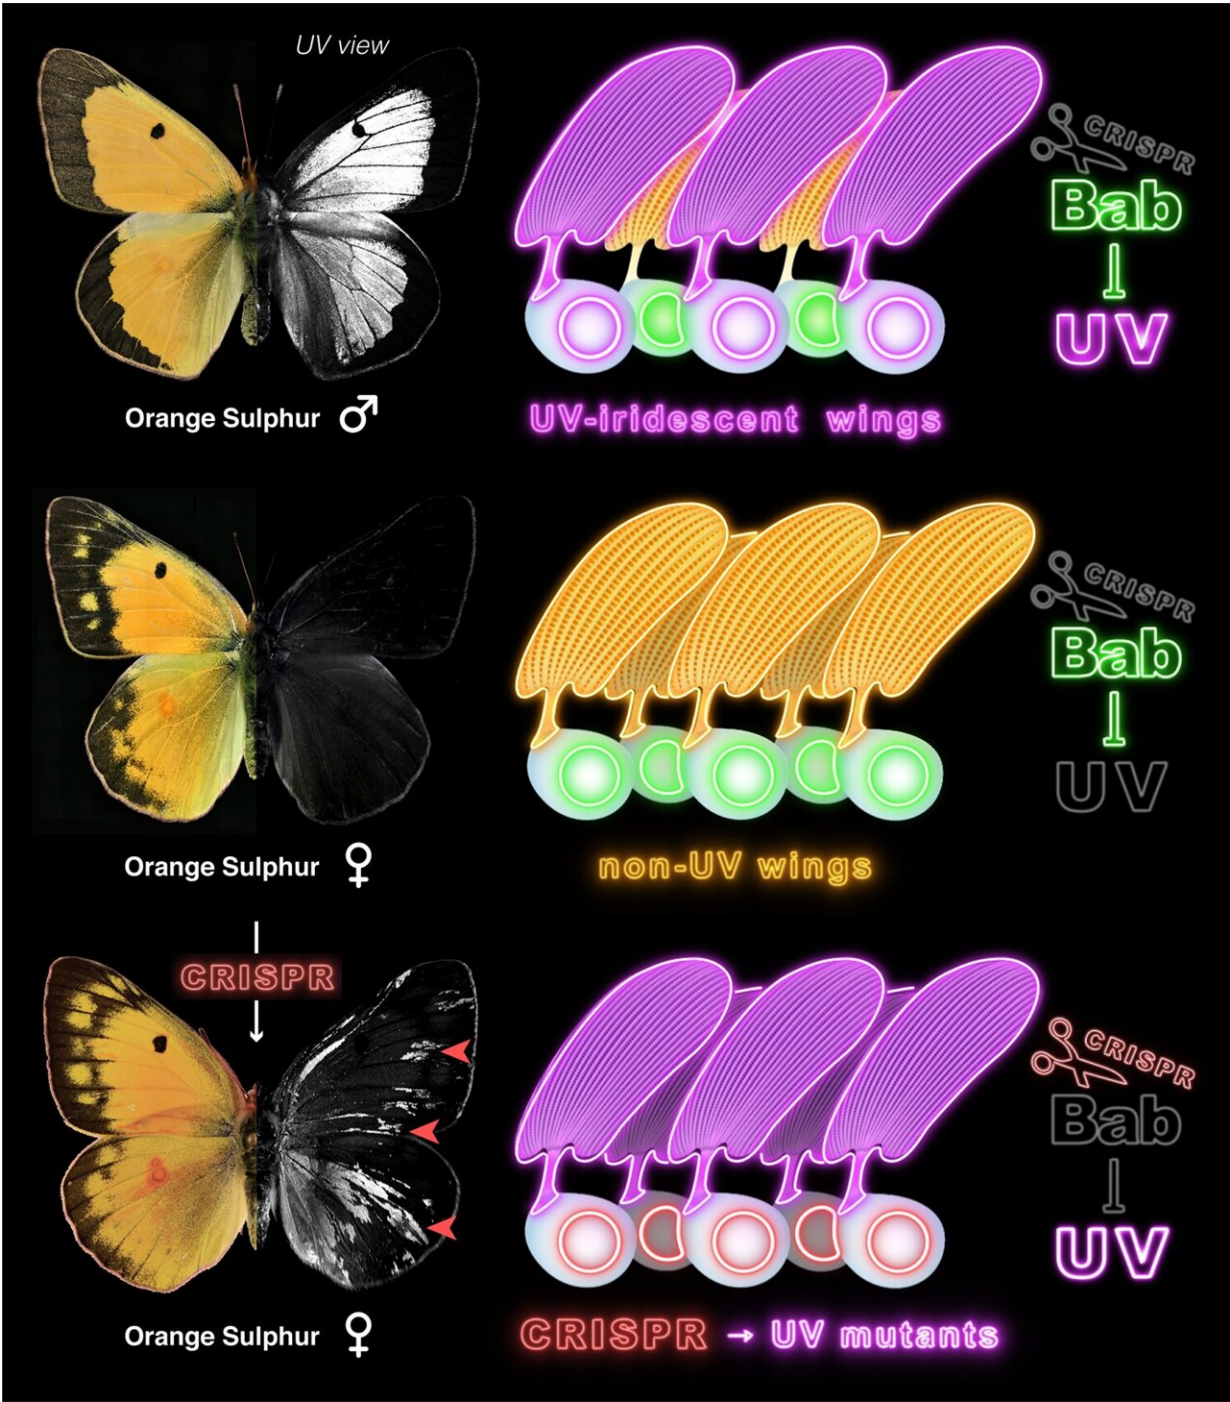 UV view
CRISPR
Bab
UV
Orange Sulphur ♂
UV-iridescent wings
CRISPR
Bab
UV
Orange Sulphur ♀
non-UV wings
CRISPR
CRISPR
Bab
UV
Orange Sulphur ♀
CRISPR → UV mutants